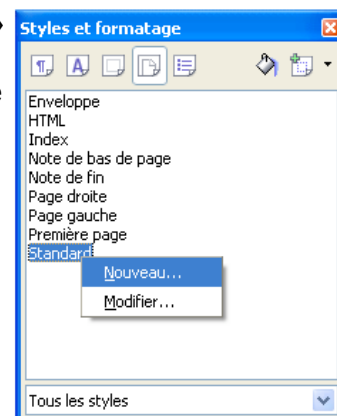 Styles et formatage
Enveloppe
HTML
Index
Note de bas de page
Note de fin
Page droite
Page gauche
Première page
Standard
Nouveau...
Modifier...
Tous les styles